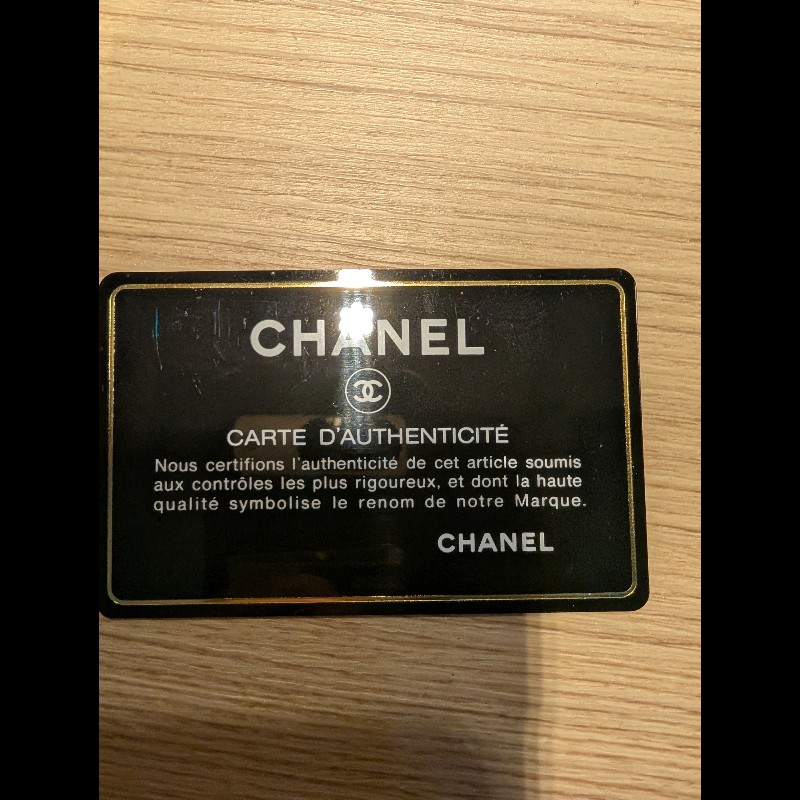 CHANEL
CARTE D'AUTHENTICITÉ
Nous certifions l'authenticité de cet article soumis
aux contrôles les plus rigoureux, et dont la haute
qualité symbolise le renom de notre Marque.
CHANEL